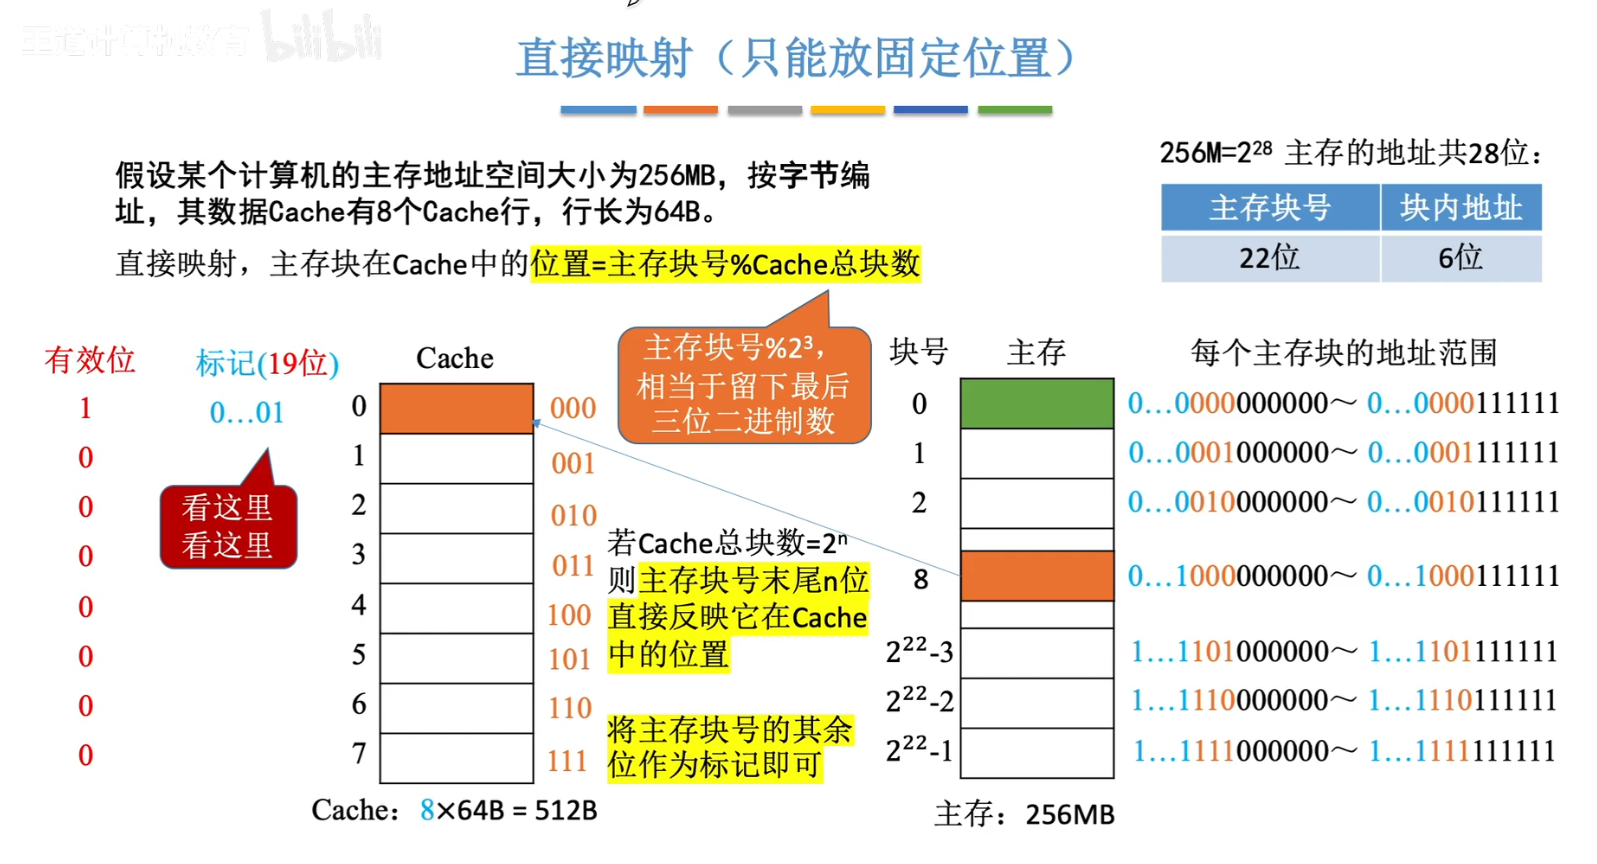 王道计算机教育 bilibili
直接映射（只能放固定位置）
假设某个计算机的主存地址空间大小为256MB，按字节编
址，其数据Cache有8个Cache行，行长为64B。
直接映射，主存块在Cache中的位置=主存块号%Cache总块数
256M=2²⁸ 主存的地址共28位：
主存块号 块内地址
22位 6位
主存块号%2³，
相当于留下最后
三位二进制数
有效位 标记(19位) Cache
1 0…01 0 000
0 1 001
0 2 010
0 3 011
0 4 100
0 5 101
0 6 110
0 7 111
看这里
看这里
Cache：8×64B = 512B
若Cache总块数=2ⁿ
则主存块号末尾n位
直接反映它在Cache
中的位置
将主存块号的其余
位作为标记即可
块号 主存 每个主存块的地址范围
0 0…0000000000～ 0…0000111111
1 0…0001000000～ 0…0001111111
2 0…0010000000～ 0…0010111111
8 0…1000000000～ 0…1000111111
2²²-3 1…1101000000～ 1…1101111111
2²²-2 1…1110000000～ 1…1110111111
2²²-1 1…1111000000～ 1…1111111111
主存：256MB